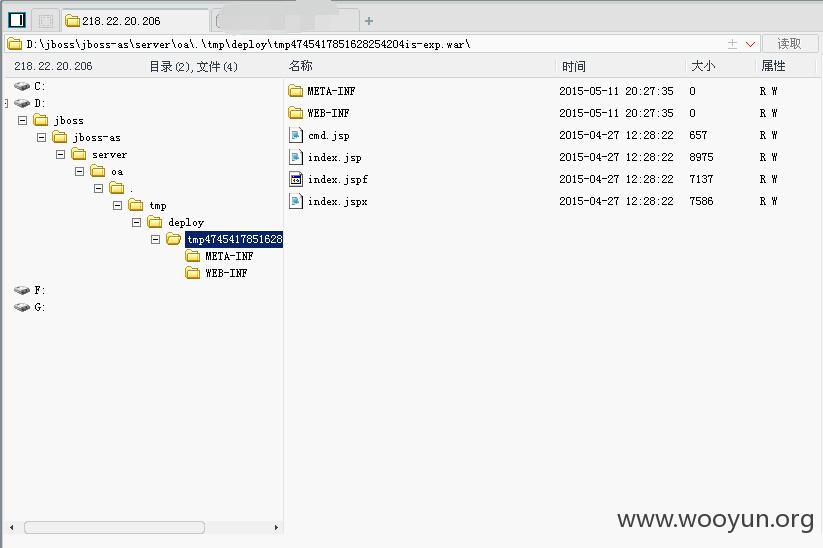 218.22.20.206
D:\jboss\jboss-as\server\oa\.\tmp\deploy\tmp4745417851628254204is-exp.war\ 读取
218.22.20.206 目录(2),文件(4) 名称 时间 大小 属性
C:
D:
jboss
jboss-as
server
oa
.
tmp
deploy
tmp4745417851628
META-INF
WEB-INF
F:
G:
META-INF 2015-05-11 20:27:35 0 R W
WEB-INF 2015-05-11 20:27:35 0 R W
cmd.jsp 2015-04-27 12:28:22 657 R W
index.jsp 2015-04-27 12:28:22 8975 R W
index.jspf 2015-04-27 12:28:22 7137 R W
index.jspx 2015-04-27 12:28:22 7586 R W
www.wooyun.org